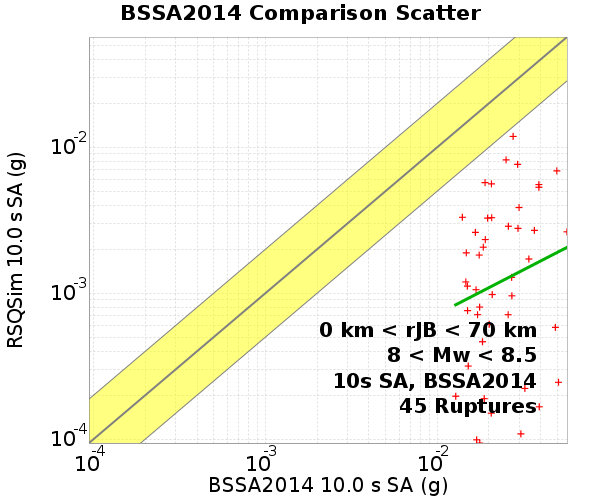 BSSA2014 Comparison Scatter
RSQSim 10.0 s SA (g)
10-2
10-3
10-4
0 km < rJB < 70 km
8 < Mw < 8.5
10s SA, BSSA2014
45 Ruptures
10-4 10-3 10-2
BSSA2014 10.0 s SA (g)